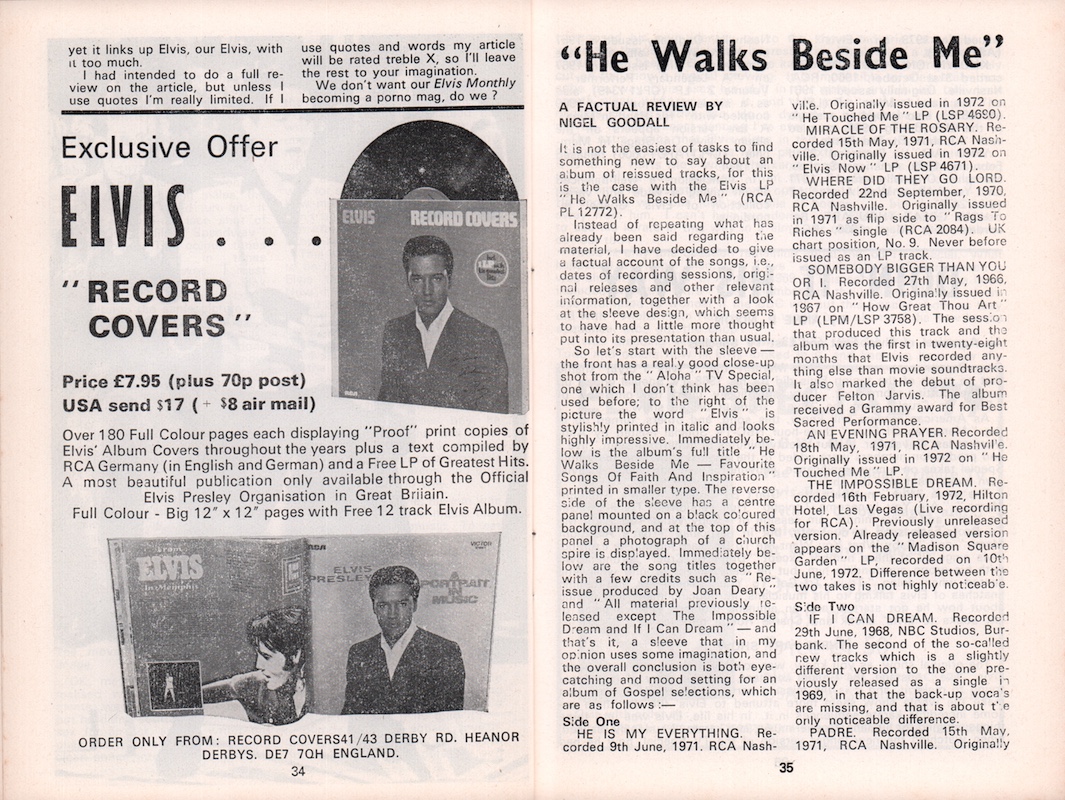 yet it links up Elvis, our Elvis, with
it too much.
I had intended to do a full re-
view on the article, but unless I
use quotes I'm really limited. If I
use quotes and words my article
will be rated treble X, so I'll leave
the rest to your imagination.
We don't want our Elvis Monthly
becoming a porno mag, do we ?
Exclusive Offer
ELVIS . . .
"RECORD
COVERS"
ELVIS RECORD COVERS
Price £7.95 (plus 70p post)
USA send $17 ( + $8 air mail)
Over 180 Full Colour pages each displaying "Proof" print copies of
Elvis' Album Covers throughout the years plus a text compiled by
RCA Germany (in English and German) and a Free LP of Greatest Hits.
A most beautiful publication only available through the Official
Elvis Presley Organisation in Great Briiain.
Full Colour - Big 12" x 12" pages with Free 12 track Elvis Album.
From
ELVIS
In Memphis
RCA
VICTOR
ELVIS
PRESLEY
A
PORTRAIT
IN
MUSIC
ORDER ONLY FROM: RECORD COVERS41/43 DERBY RD. HEANOR
DERBYS. DE7 7QH ENGLAND.
34
"He Walks Beside Me"
A FACTUAL REVIEW BY
NIGEL GOODALL
It is not the easiest of tasks to find
something new to say about an
album of reissued tracks, for this
is the case with the Elvis LP
"He Walks Beside Me" (RCA
PL 12772).
Instead of repeating what has
already been said regarding the
material, I have decided to give
a factual account of the songs, i.e.,
dates of recording sessions, origi-
nal releases and other relevant
information, together with a look
at the sleeve design, which seems
to have had a little more thought
put into its presentation than usual.
So let's start with the sleeve —
the front has a really good close-up
shot from the "Aloha" TV Special,
one which I don't think has been
used before; to the right of the
picture the word "Elvis" is
stylishly printed in italic and looks
highly impressive. Immediately be-
low is the album's full title "He
Walks Beside Me — Favourite
Songs Of Faith And Inspiration"
printed in smaller type. The reverse
side of the sleeve has a centre
panel mounted on a black coloured
background, and at the top of this
panel a photograph of a church
spire is displayed. Immediately be-
low are the song titles together
with a few credits such as "Re-
issue produced by Joan Deary"
and "All material previously re-
leased except The Impossible
Dream and If I Can Dream" — and
that's it, a sleeve that in my
opinion uses some imagination, and
the overall conclusion is both eye-
catching and mood setting for an
album of Gospel selections, which
are as follows :—
Side One
HE IS MY EVERYTHING. Re-
corded 9th June, 1971. RCA Nash-
ville. Originally issued in 1972 on
"He Touched Me" LP (LSP 4690).
MIRACLE OF THE ROSARY. Re-
corded 15th May, 1971, RCA Nash-
ville. Originally issued in 1972 on
"Elvis Now" LP (LSP 4671).
WHERE DID THEY GO LORD.
Recorded 22nd September, 1970,
RCA Nashville. Originally issued
in 1971 as flip side to "Rags To
Riches" single (RCA 2084). UK
chart position, No. 9. Never before
issued as an LP track.
SOMEBODY BIGGER THAN YOU
OR I. Recorded 27th May, 1966,
RCA Nashville. Originally issued in
1967 on "How Great Thou Art"
LP (LPM/LSP 3758). The session
that produced this track and the
album was the first in twenty-eight
months that Elvis recorded any-
thing else than movie soundtracks.
It also marked the debut of pro-
ducer Felton Jarvis. The album
received a Grammy award for Best
Sacred Performance.
AN EVENING PRAYER. Recorded
18th May, 1971, RCA Nashville.
Originally issued in 1972 on "He
Touched Me" LP.
THE IMPOSSIBLE DREAM. Re-
corded 16th February, 1972, Hilton
Hotel, Las Vegas (Live recording
for RCA). Previously unreleased
version. Already released version
appears on the "Madison Square
Garden" LP, recorded on 10th
June, 1972. Difference between the
two takes is not highly noticeable.
Side Two
IF I CAN DREAM. Recorded
29th June, 1968, NBC Studios, Bur-
bank. The second of the so-called
new tracks which is a slightly
different version to the one pre-
viously released as a single in
1969, in that the back-up vocals
are missing, and that is about the
only noticeable difference.
PADRE. Recorded 15th May,
1971, RCA Nashville. Originally
35